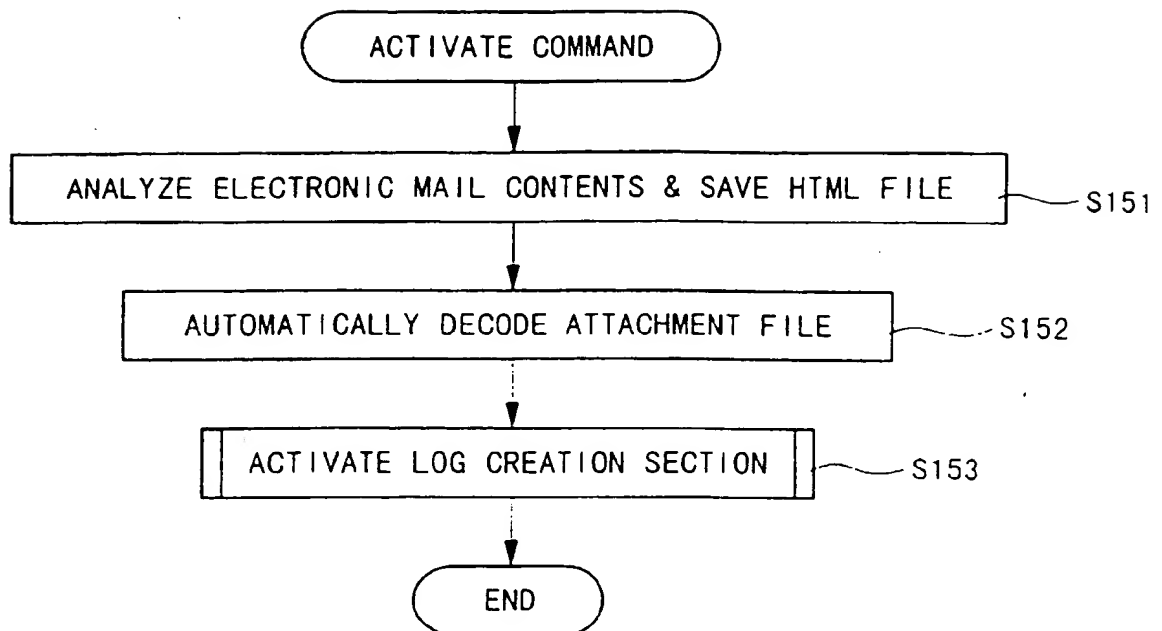 ACTIVATE COMMAND
ANALYZE ELECTRONIC MAIL CONTENTS & SAVE HTML FILE
S151
AUTOMATICALLY DECODE ATTACHMENT FILE
S152
ACTIVATE LOG CREATION SECTION
S153
END